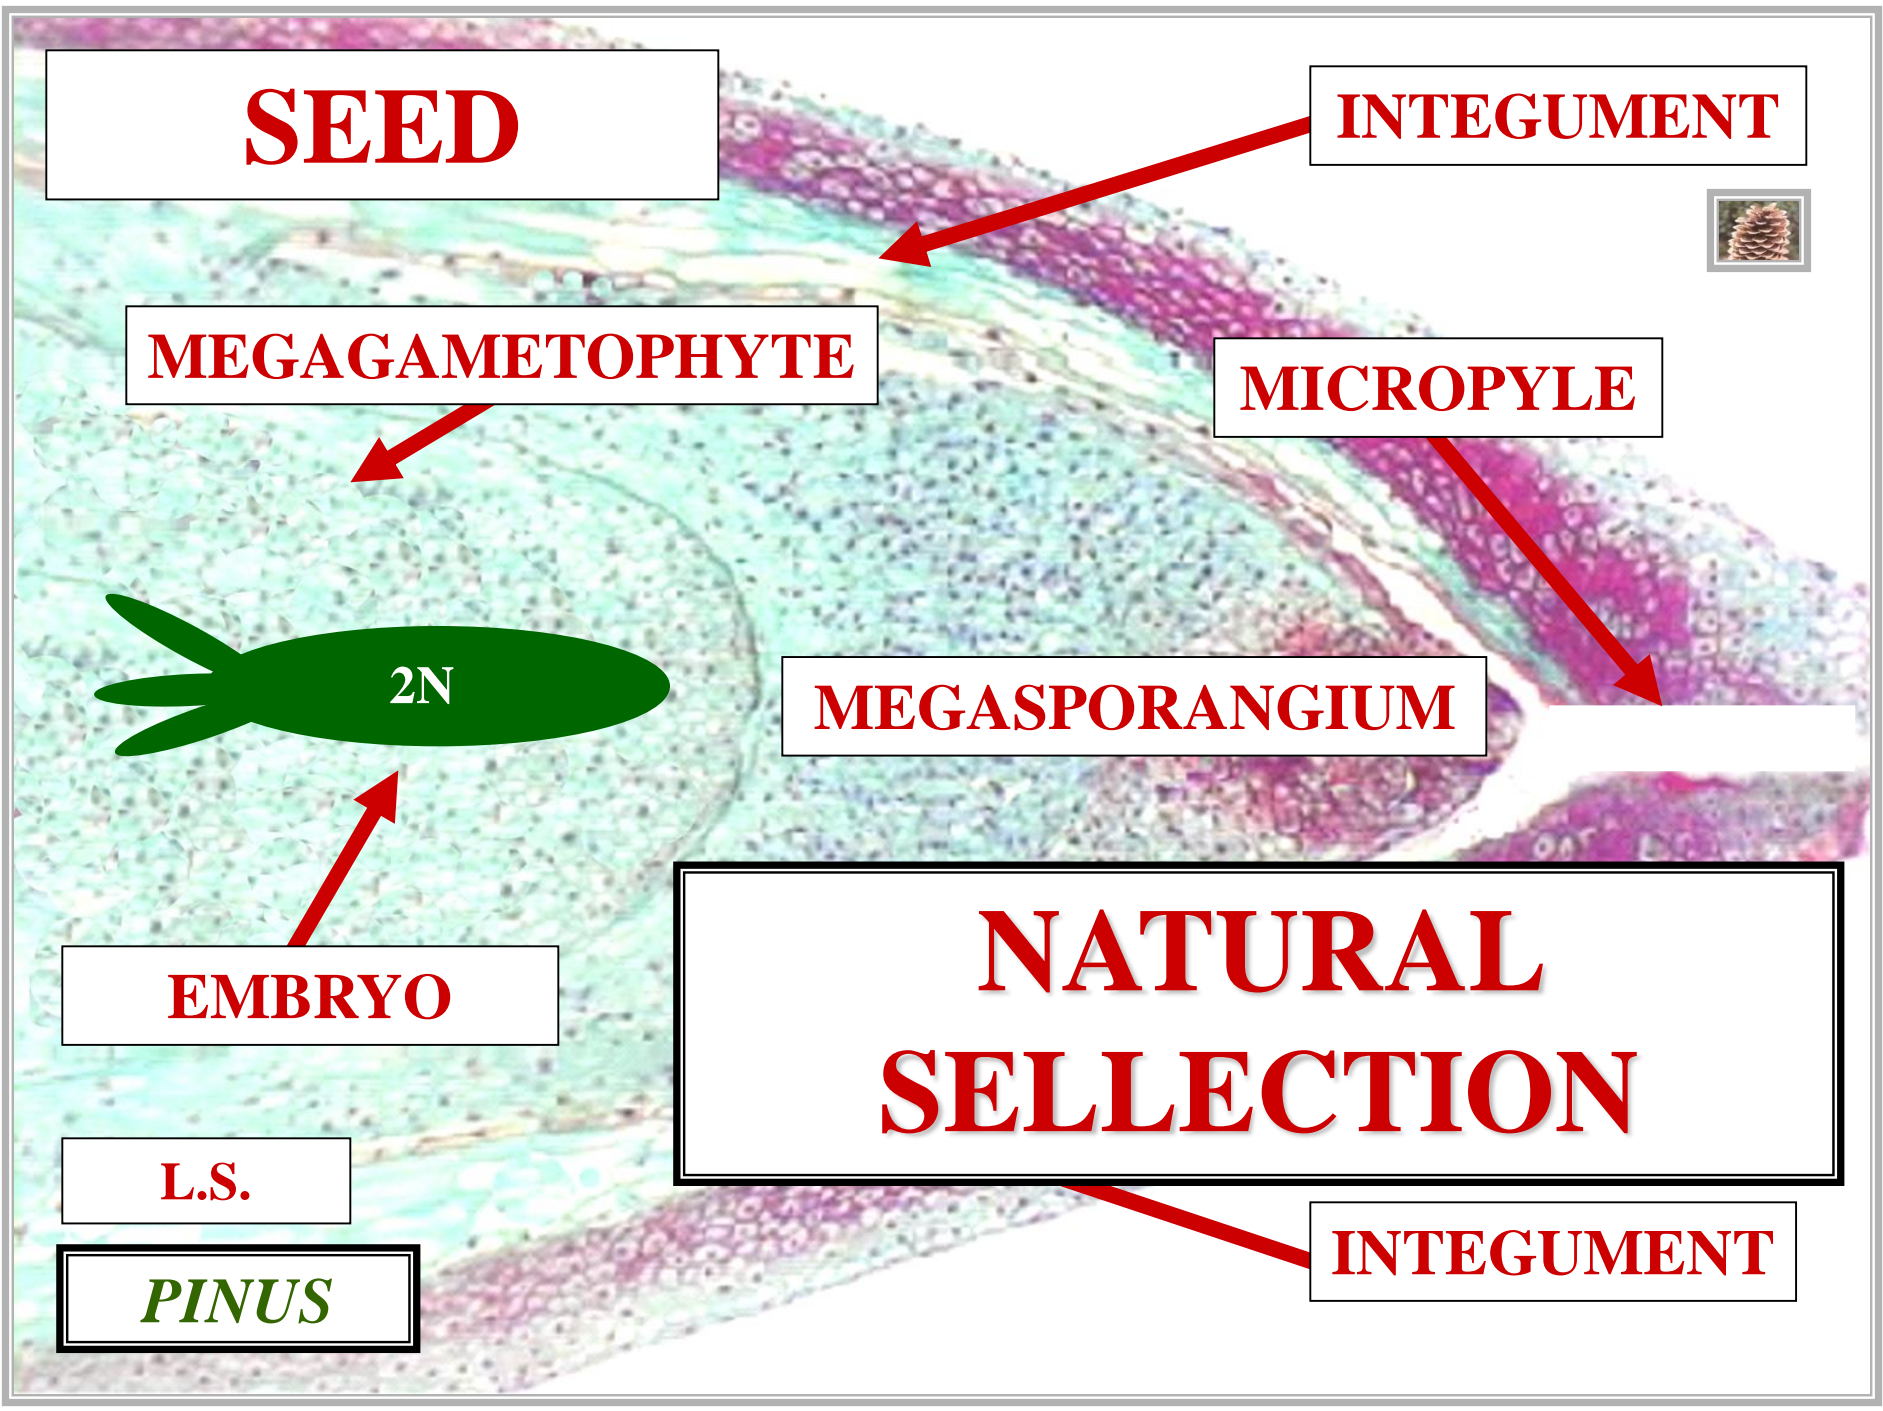 SEED
INTEGUMENT
MEGAGAMETOPHYTE
MICROPYLE
2N
MEGASPORANGIUM
EMBRYO
NATURAL
SELLECTION
L.S.
INTEGUMENT
PINUS